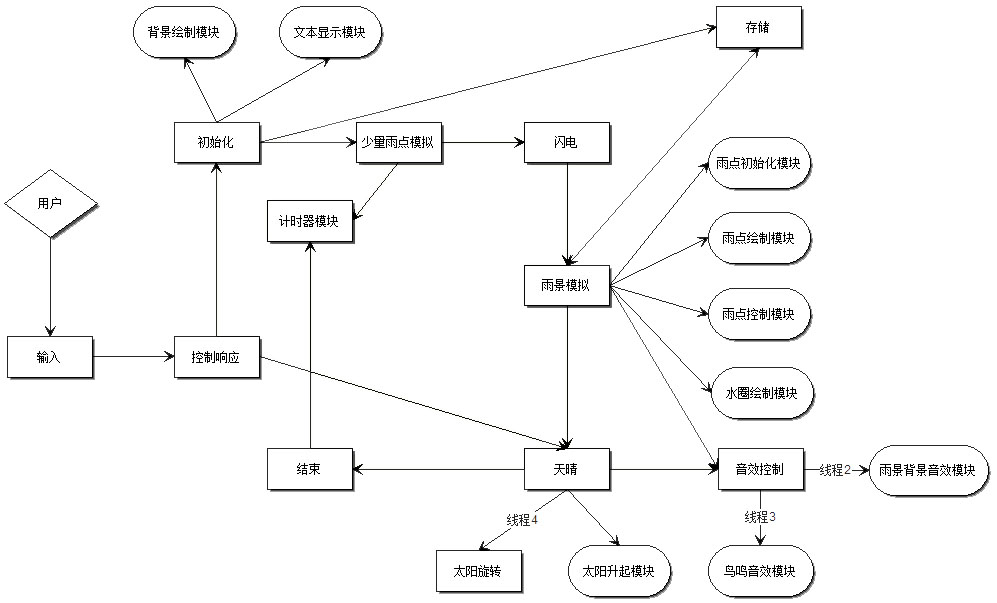 背景绘制模块
文本显示模块
存储
初始化
少量雨点模拟
闪电
雨点初始化模块
用户
计时器模块
雨点绘制模块
雨景模拟
雨点控制模块
输入
控制响应
水圈绘制模块
结束
天晴
音效控制
线程2
雨景背景音效模块
线程4
线程3
太阳旋转
太阳升起模块
鸟鸣音效模块